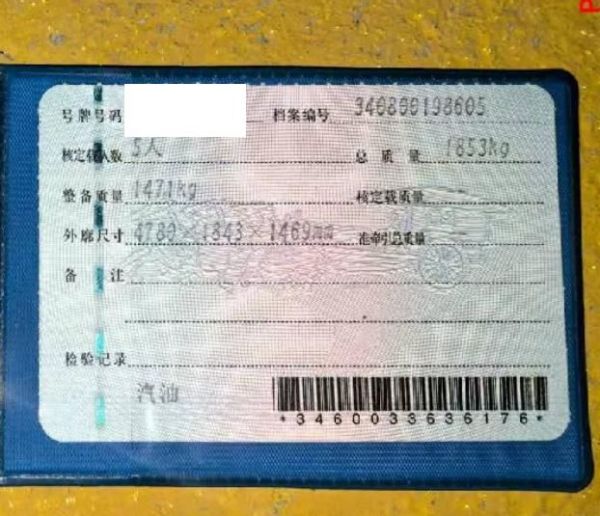 号牌号码 档案编号 340800198605
核定载人数 5人 总质量 1853kg
整备质量 1471kg 核定载质量
外廓尺寸 4780×1843×1469mm 准牵引总质量
备注
检验记录
汽油
*3460033636176*